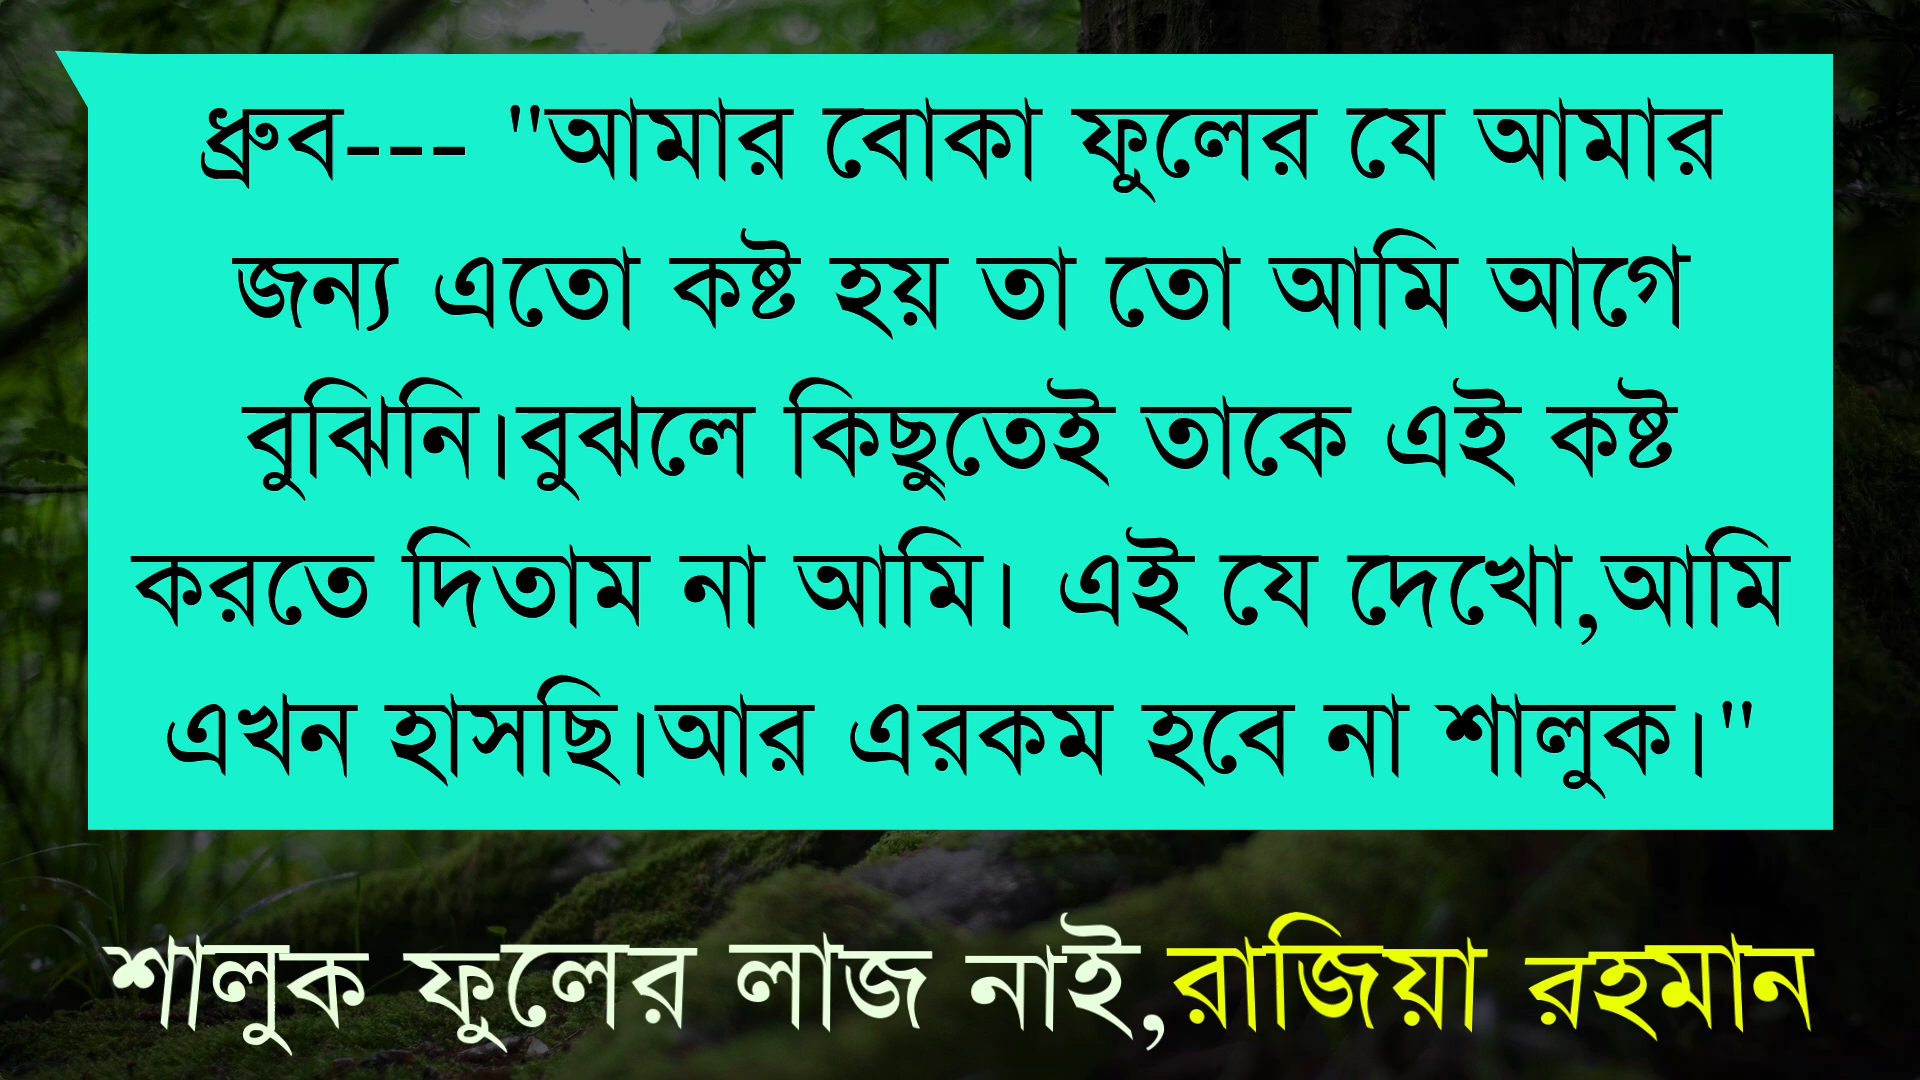 ধ্রুব--- "আমার বোকা ফুলের যে আমার
জন্য এতো কষ্ট হয় তা তো আমি আগে
বুঝিনি।বুঝলে কিছুতেই তাকে এই কষ্ট
করতে দিতাম না আমি। এই যে দেখো,আমি
এখন হাসছি।আর এরকম হবে না শালুক।"
শালুক ফুলের লাজ নাই,রাজিয়া রহমান